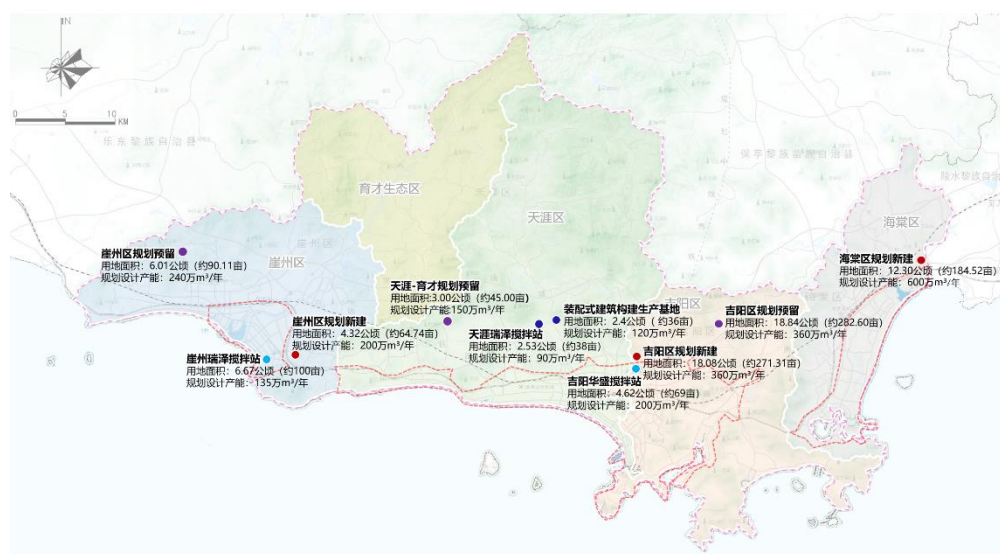 N
0 5 10
KM
乐东黎族自治县
保亭黎族苗族自治县
育才生态区
天涯区
海棠区
崖州区
崖州区
吉阳区
崖州区规划预留
用地面积：6.01公顷（约90.11亩）
规划设计产能：240万m³/年
海棠区规划新建
用地面积：12.30公顷（约184.52亩）
规划设计产能：600万m³/年
天涯-育才规划预留
用地面积:3.00公顷（约45.00亩）
规划设计产能:150万m³/年
装配式建筑构建生产基地
用地面积：2.4公顷（约36亩）
规划设计产能：120万m³/年
吉阳区规划预留
用地面积：18.84公顷（约282.60亩）
规划设计产能：360万m³/年
崖州区规划新建
用地面积：4.32公顷（约64.74亩）
规划设计产能：200万m³/年
天涯瑞泽搅拌站
用地面积：2.53公顷（约38亩）
规划设计产能：90万m³/年
崖州瑞泽搅拌站
用地面积：6.67公顷（约100亩）
规划设计产能：135万m³/年
吉阳区规划新建
用地面积：18.08公顷（约271.31亩）
规划设计产能：360万m³/年
吉阳华盛搅拌站
用地面积：4.62公顷（约69亩）
规划设计产能：200万m³/年